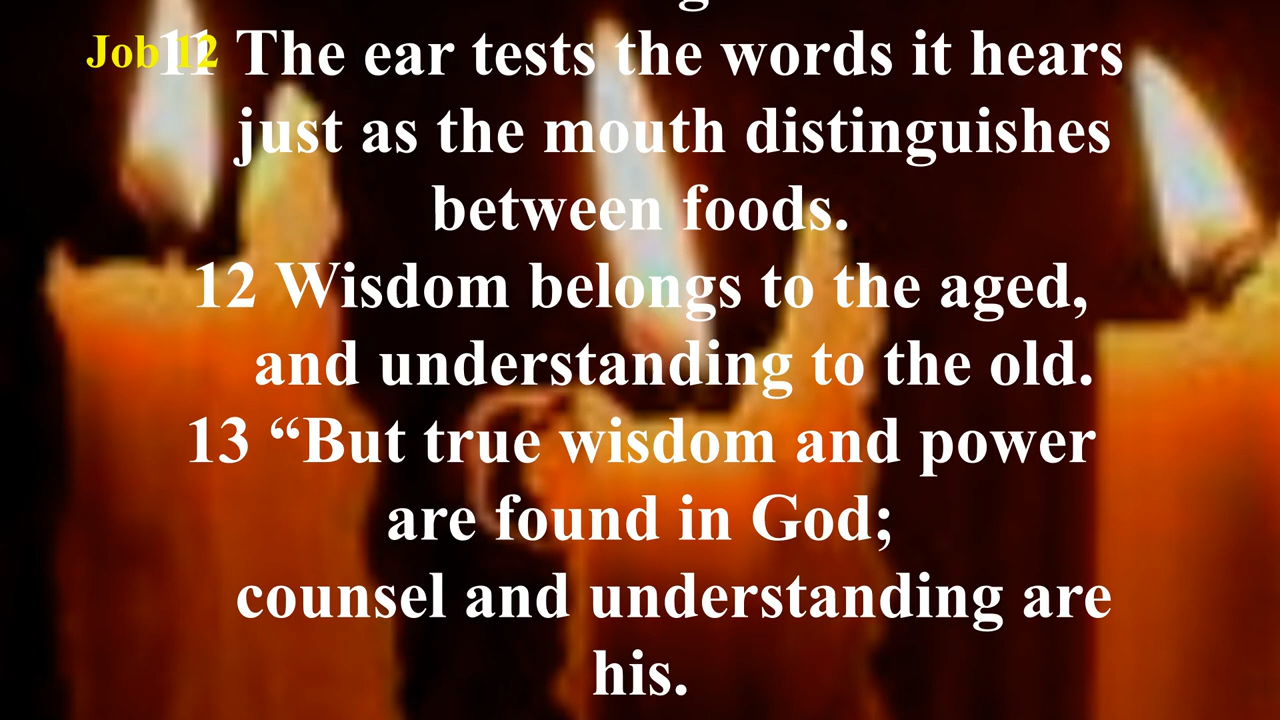 Job 12
11 The ear tests the words it hears
just as the mouth distinguishes
between foods.
12 Wisdom belongs to the aged,
and understanding to the old.
13 “But true wisdom and power
are found in God;
counsel and understanding are
his.